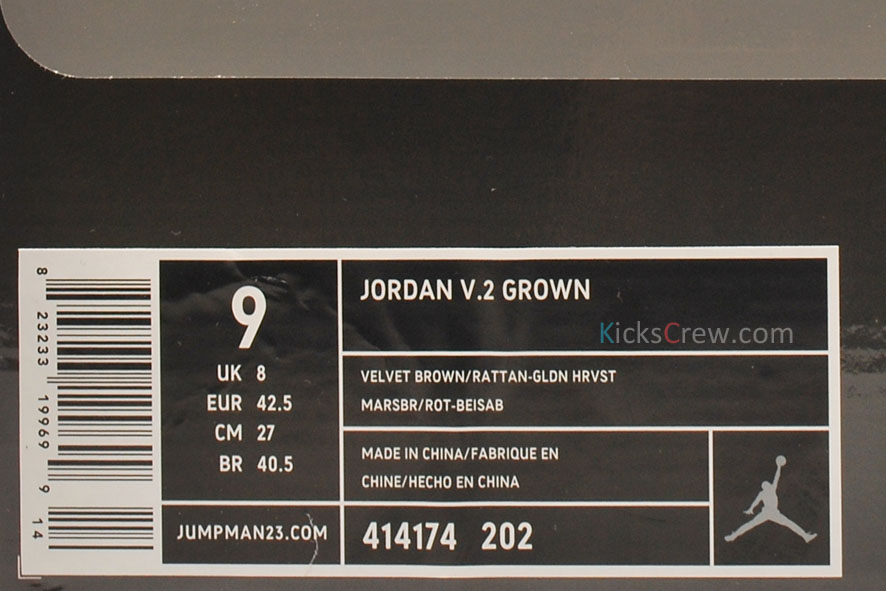 JORDAN V.2 GROWN
KicksCrew.com
9
UK 8
EUR 42.5
CM 27
BR 40.5
VELVET BROWN/RATTAN-GLDN HRVST
MARSBR/ROT-BEISAB
MADE IN CHINA/FABRIQUE EN
CHINE/HECHO EN CHINA
JUMPMAN23.COM
414174 202
8 23233 19969 9 14